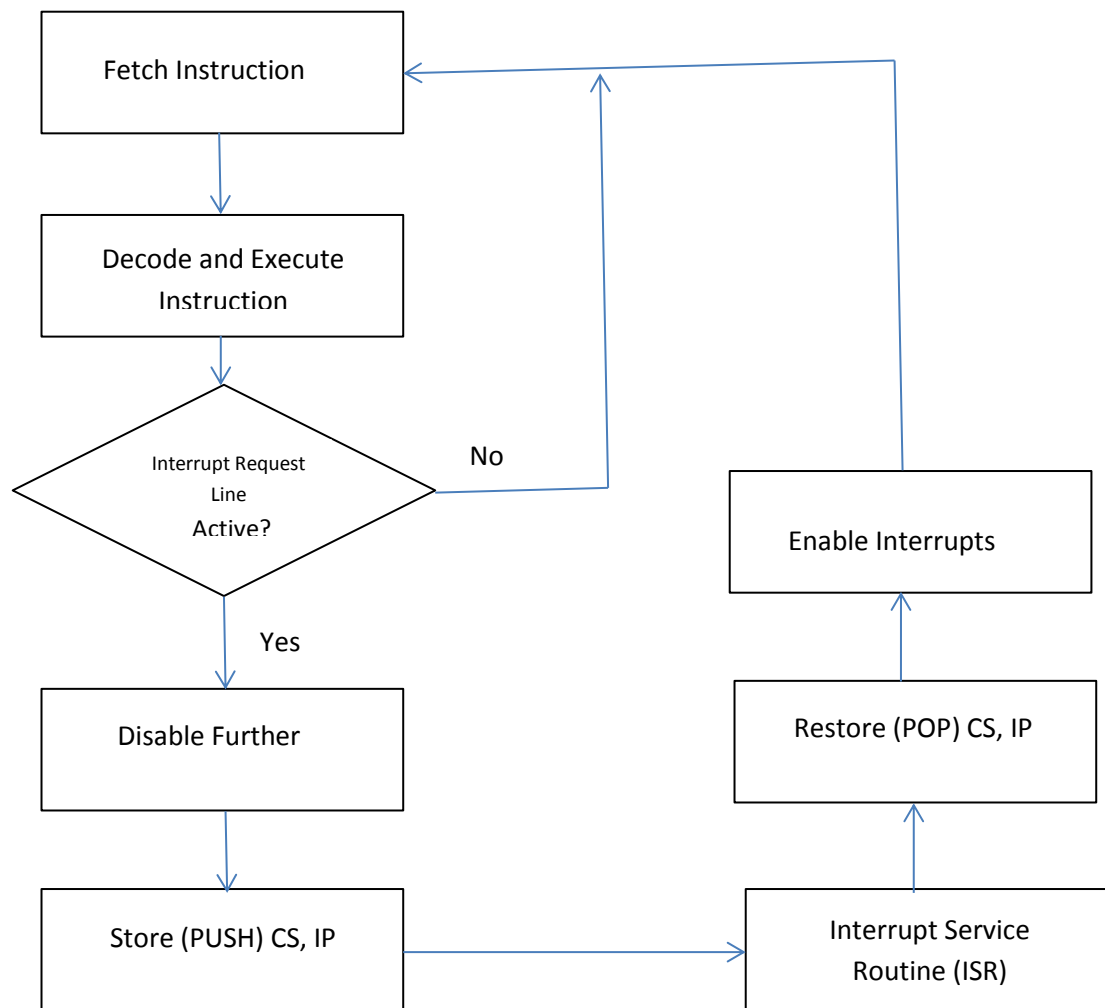 Fetch Instruction
Decode and Execute
Instruction
Interrupt Request
Line
Active?
No
Yes
Disable Further
Store (PUSH) CS, IP
Interrupt Service
Routine (ISR)
Restore (POP) CS, IP
Enable Interrupts